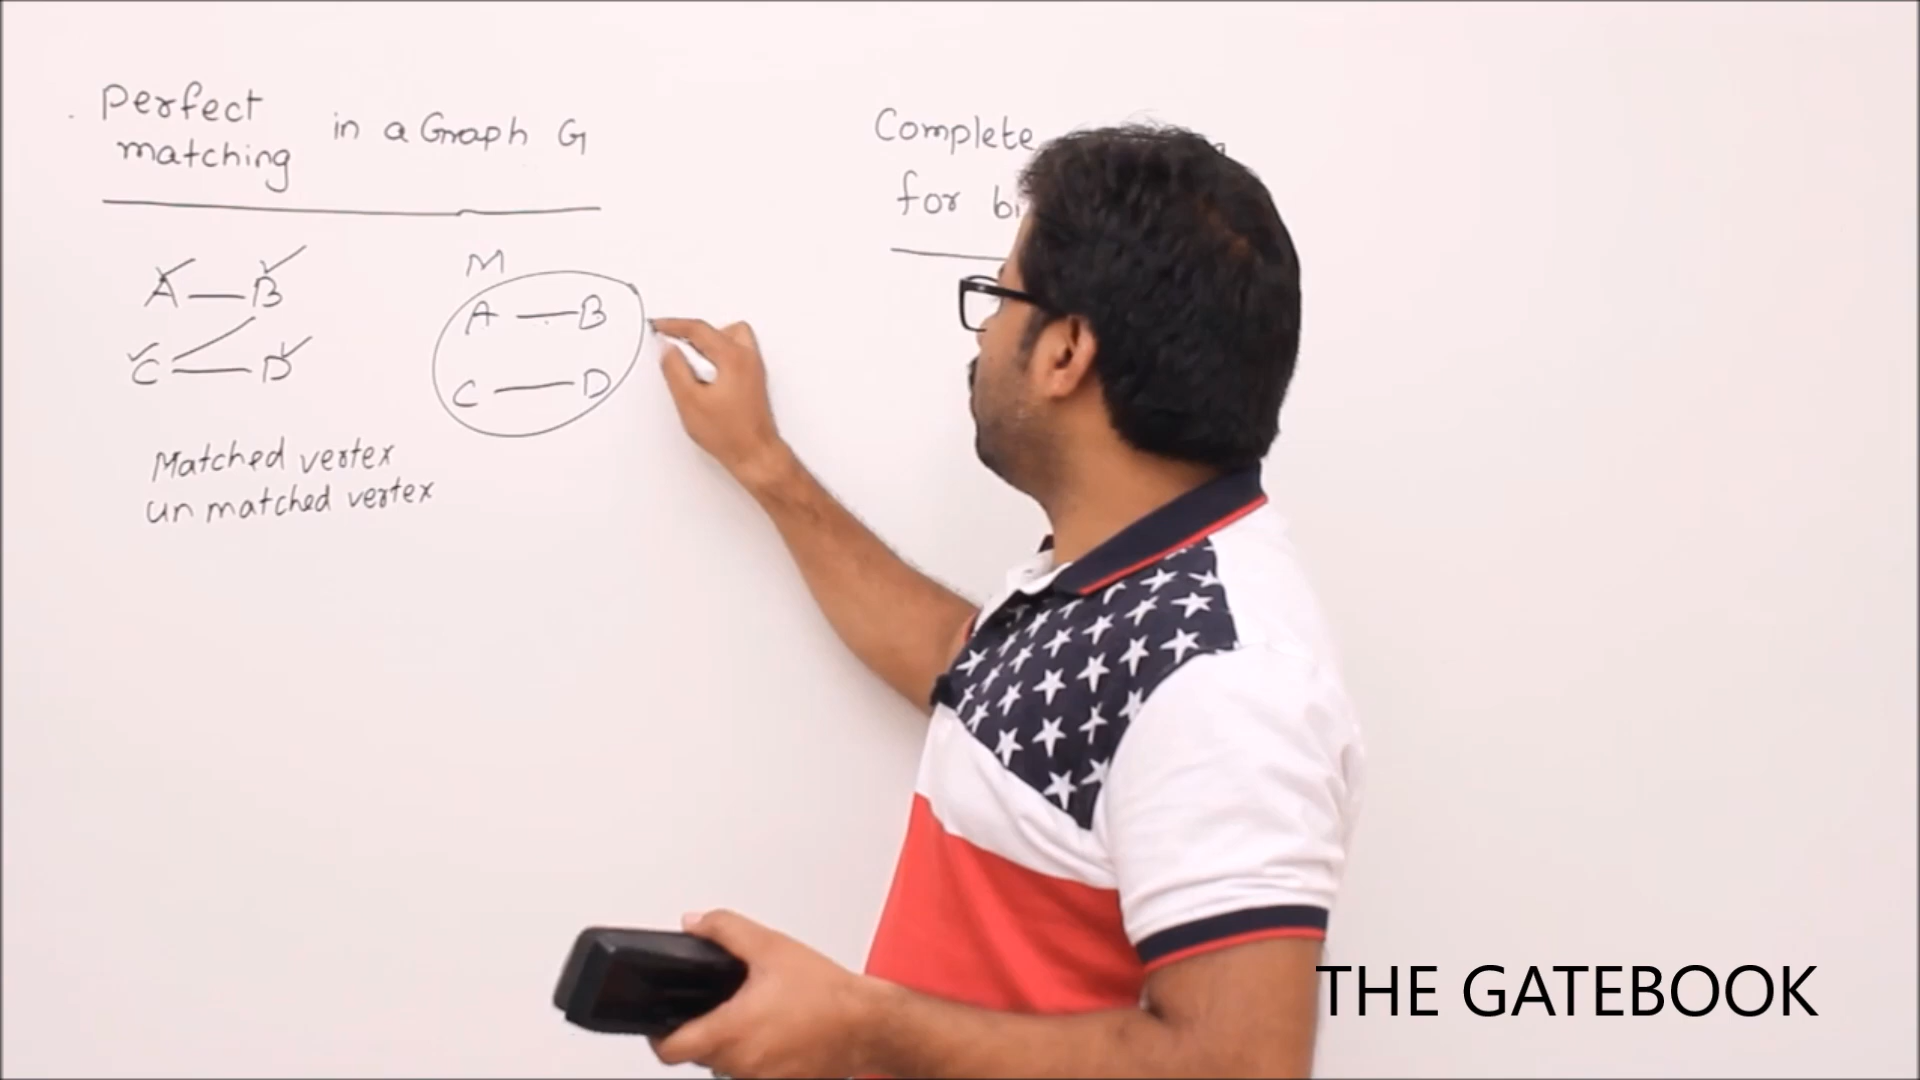 Perfect
matching
in a Graph G
A B
C D
Matched vertex
un matched vertex
M
A B
C D
Complete
for
THE GATEBOOK